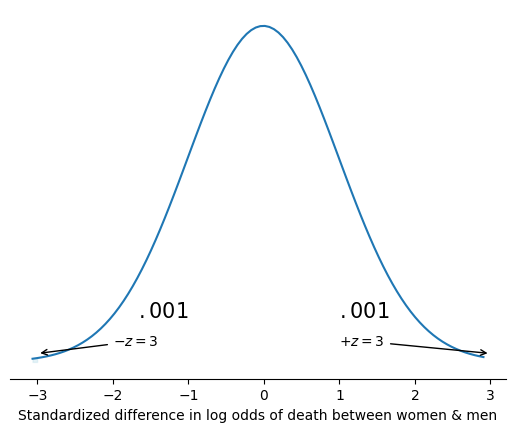 .001 .001
−z = 3 +z = 3
−3 −2 −1 0 1 2 3
Standardized difference in log odds of death between women & men